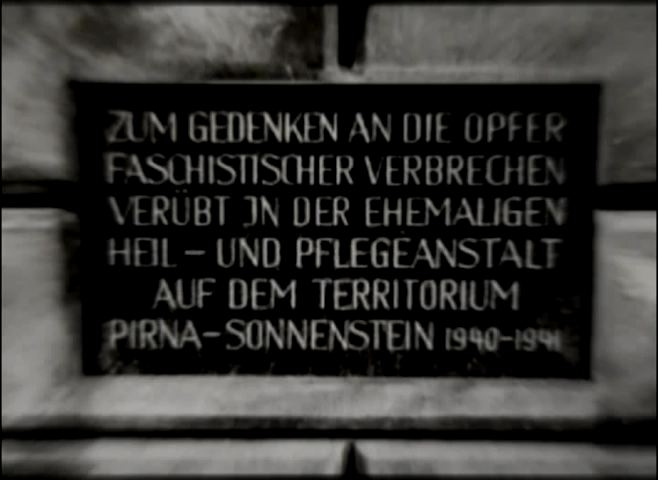 ZUM GEDENKEN AN DIE OPFER
FASCHISTISCHER VERBRECHEN
VERÜBT JN DER EHEMALIGEN
HEIL – UND PFLEGEANSTALT
AUF DEM TERRITORIUM
PIRNA – SONNENSTEIN 1940-1941